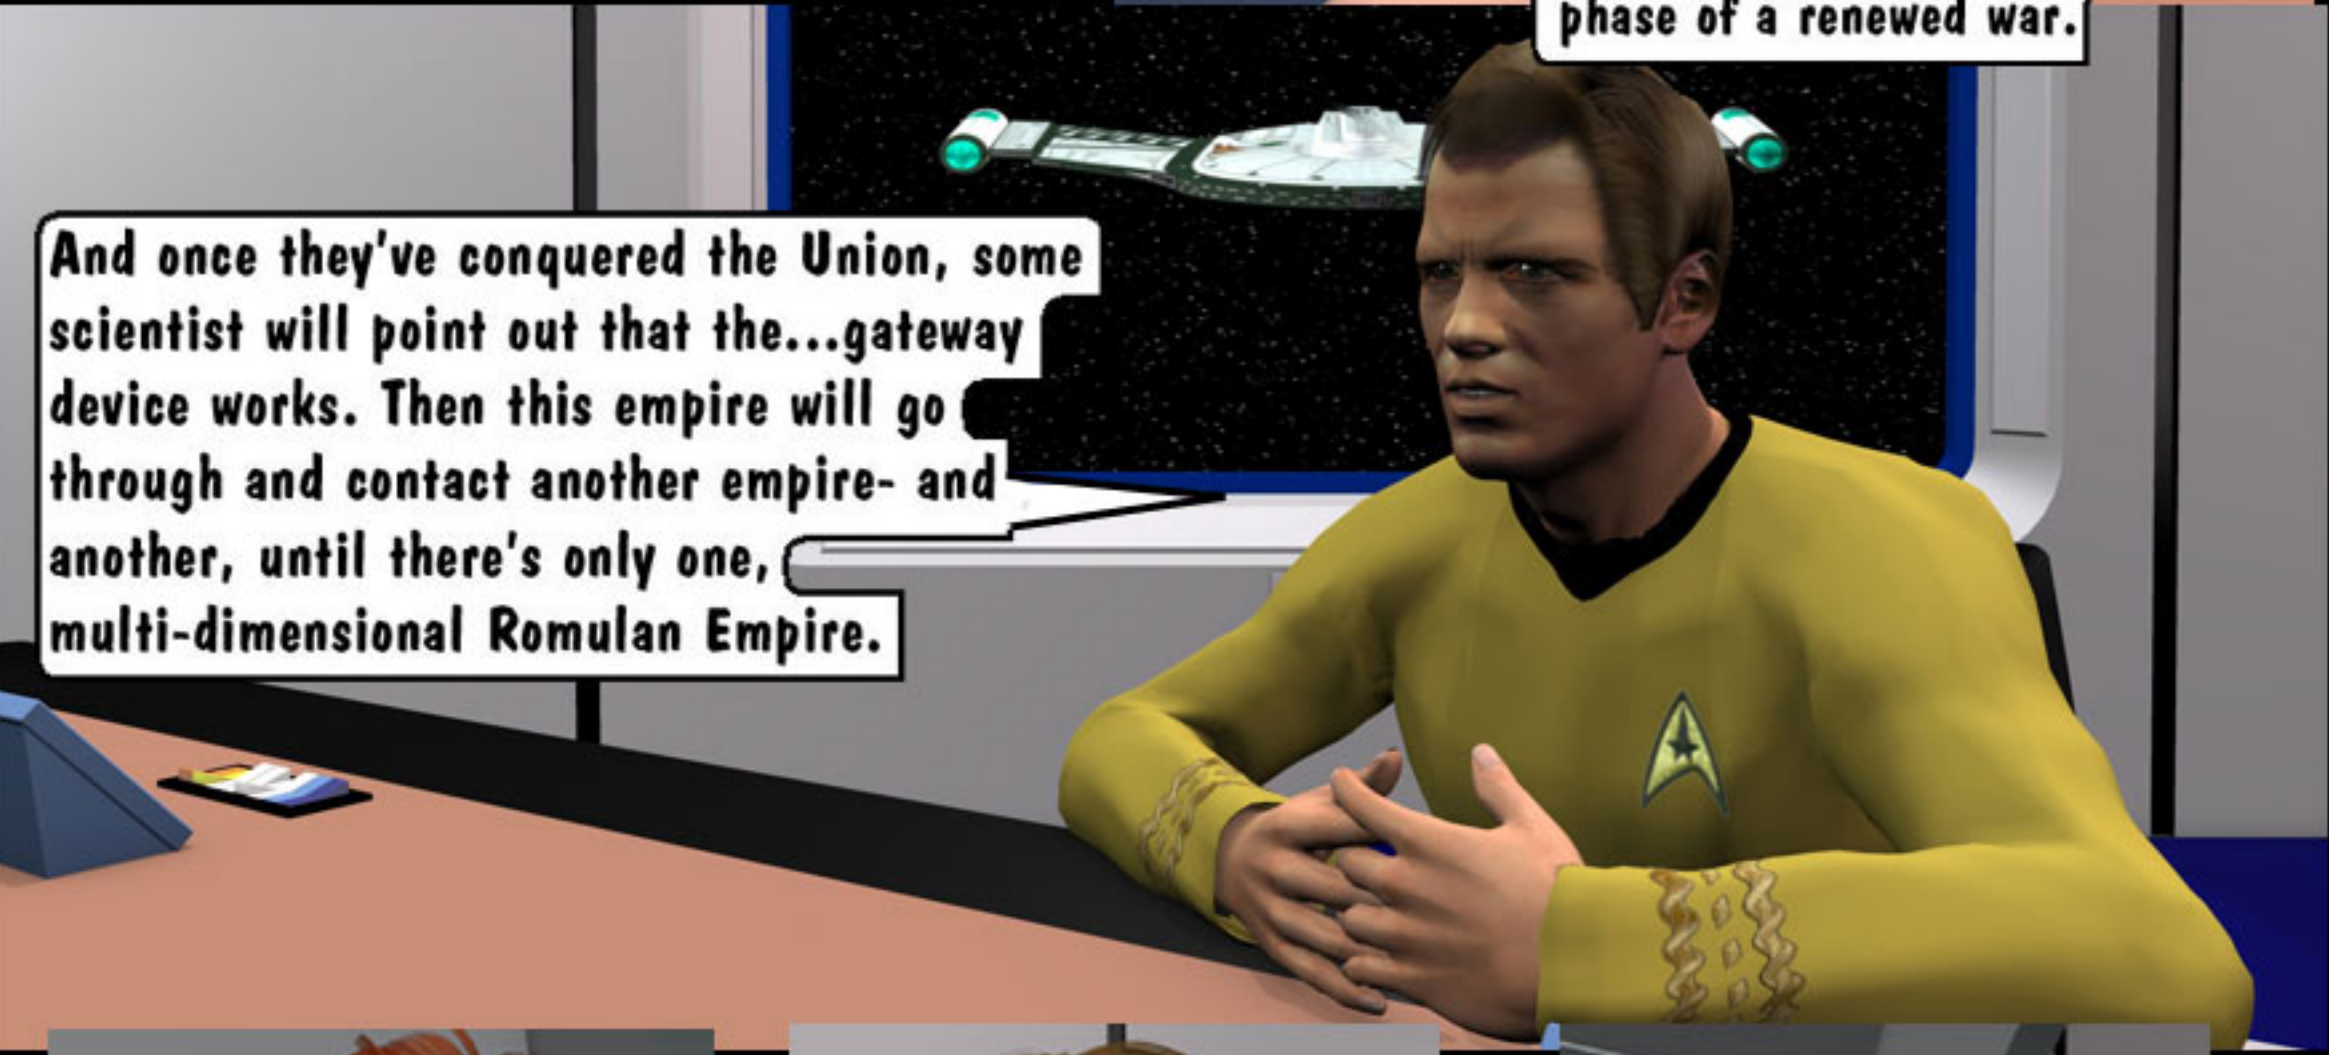 phase of a renewed war.
And once they've conquered the Union, some
scientist will point out that the...gateway
device works. Then this empire will go
through and contact another empire- and
another, until there's only one,
multi-dimensional Romulan Empire.